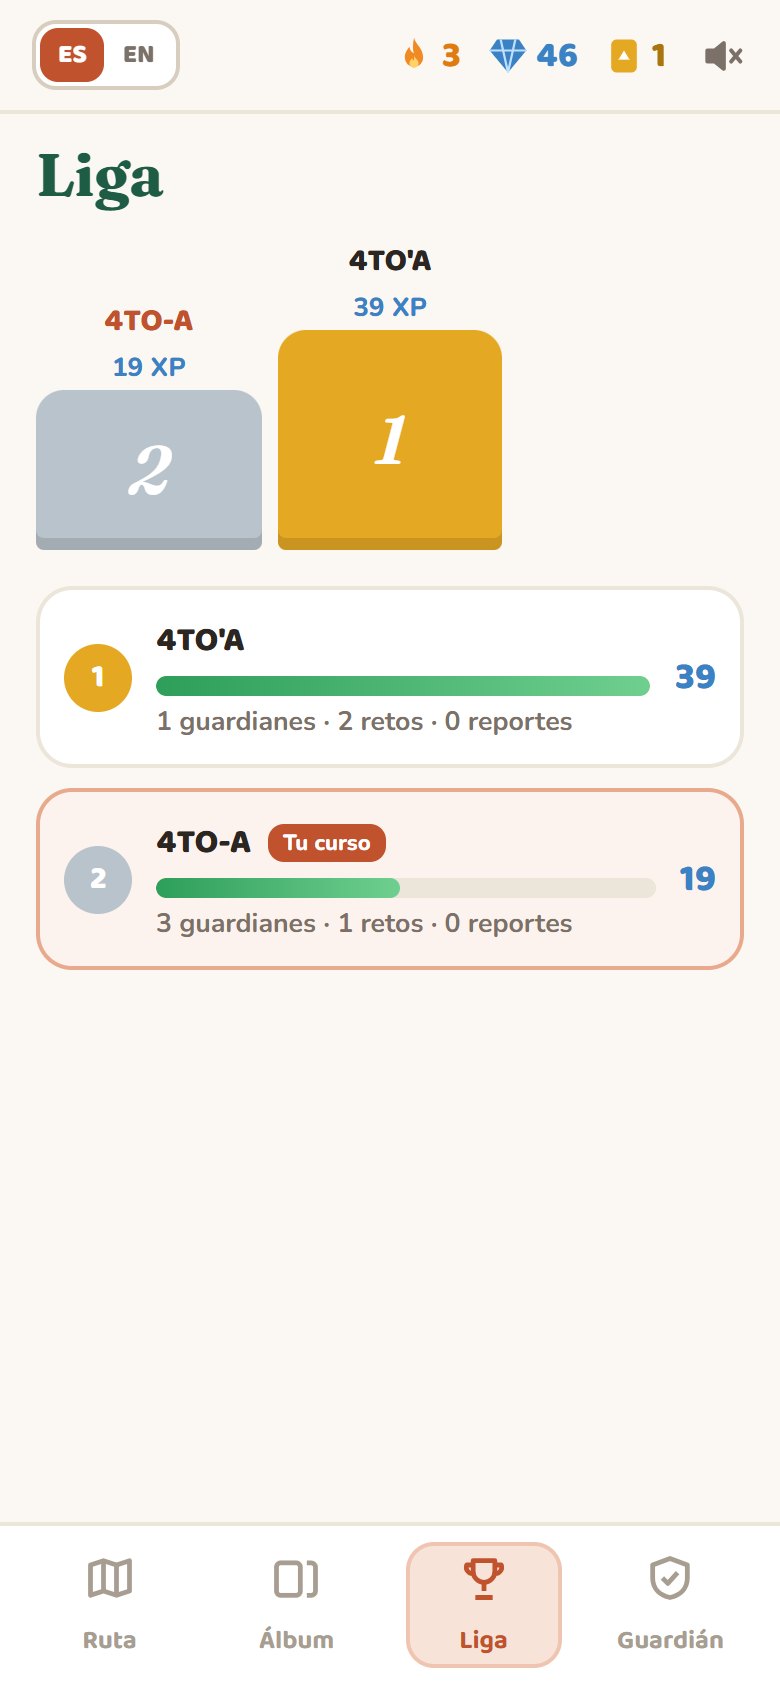 ES EN 3 46 1
Liga
4TO'A
39 XP
4TO-A
19 XP
2 1
1 4TO'A 39
1 guardianes · 2 retos · 0 reportes
2 4TO-A Tu curso 19
3 guardianes · 1 retos · 0 reportes
Ruta Álbum Liga Guardián